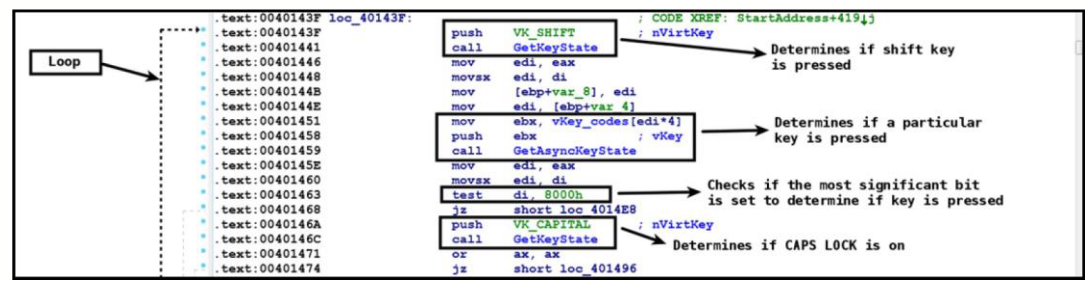 .text:0040143F loc_40143F: ; CODE XREF: StartAddress+419↓j
.text:0040143F push VK_SHIFT ; nVirtKey
.text:00401441 call GetKeyState
Determines if shift key
is pressed
.text:00401446 mov edi, eax
Loop
.text:00401448 movsx edi, di
.text:0040144B mov [ebp+var_8], edi
.text:0040144E mov edi, [ebp+var_4]
.text:00401451 mov ebx, vKey_codes[edi*4]
Determines if a particular
key is pressed
.text:00401458 push ebx ; vKey
.text:00401459 call GetAsyncKeyState
.text:0040145E mov edi, eax
.text:00401460 movsx edi, di
.text:00401463 test di, 8000h
Checks if the most significant bit
is set to determine if key is pressed
.text:00401468 jz short loc_4014E8
.text:0040146A push VK_CAPITAL ; nVirtKey
.text:0040146C call GetKeyState
Determines if CAPS LOCK is on
.text:00401471 or ax, ax
.text:00401474 jz short loc_401496